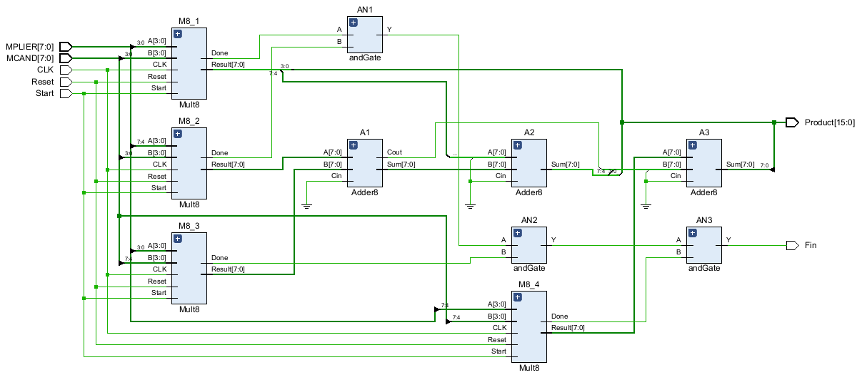 AN1
M8_1
A Y
B
andGate
MPLIER[7:0]
MCAND[7:0]
CLK
Reset
Start
3:0 A[3:0]
3:0 B[3:0] Done
CLK Result[7:0] 3:0
7:4
Reset
Start
Mult8
Product[15:0]
M8_2
A1 A2 A3
7:4 A[3:0]
3:0 B[3:0] Done
CLK Result[7:0]
Reset
Start
Mult8
A[7:0] Cout
B[7:0] Sum[7:0]
Cin
Adder8
A[7:0]
B[7:0] Sum[7:0]
Cin
Adder8
7:4
A[7:0]
B[7:0] Sum[7:0] 7:0
Cin
Adder8
M8_3
3:0 A[3:0]
7:4 B[3:0] Done
CLK Result[7:0]
Reset
Start
Mult8
AN2
A Y
B
andGate
AN3
A Y
B
andGate
Fin
M8_4
7:4 A[3:0]
7:4 B[3:0] Done
CLK Result[7:0]
Reset
Start
Mult8